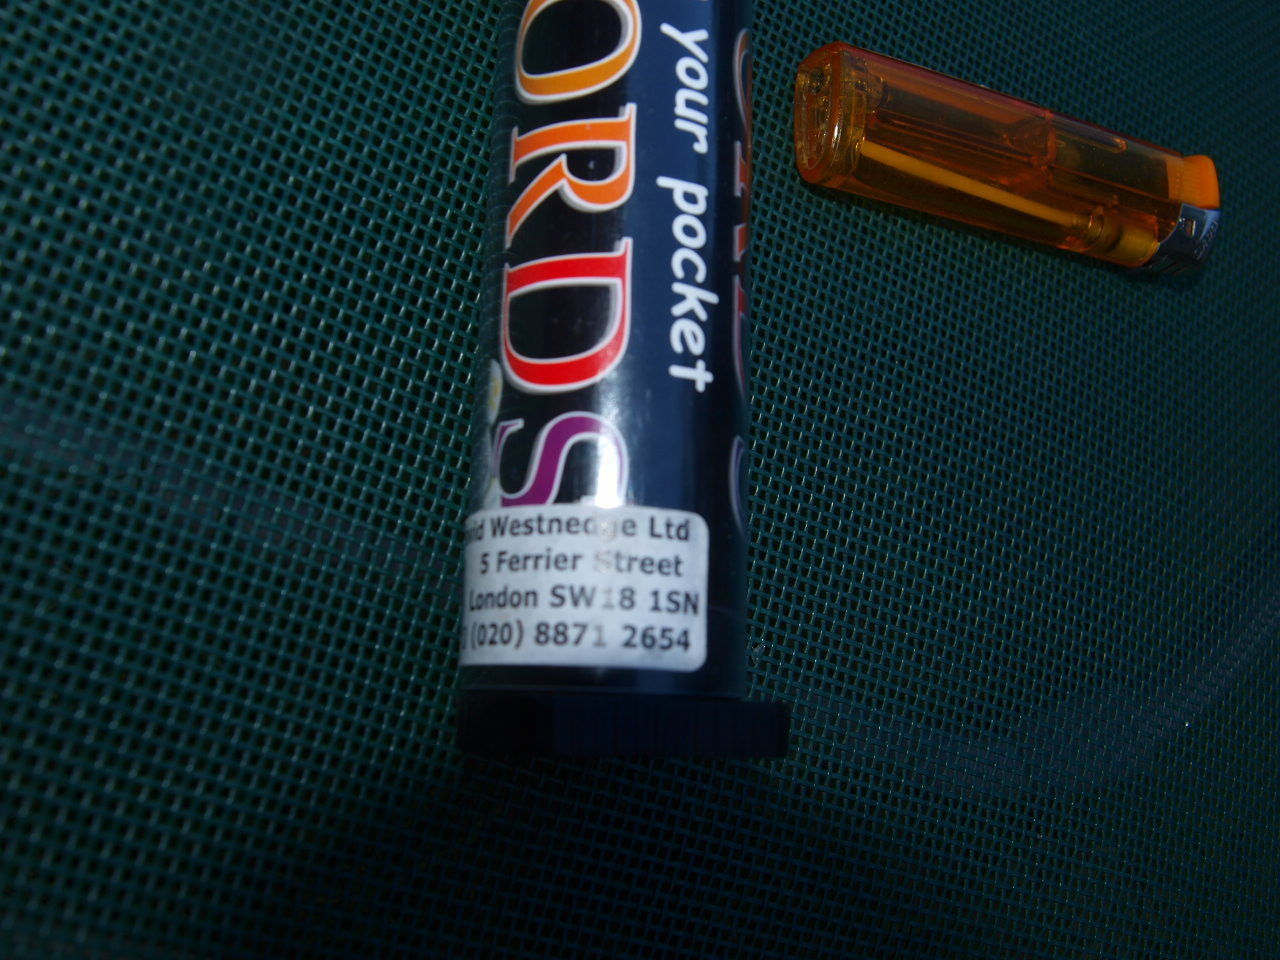 ORDS
your pocket
Westnedge Ltd
5 Ferrier Street
London SW18 1SN
(020) 8871 2654